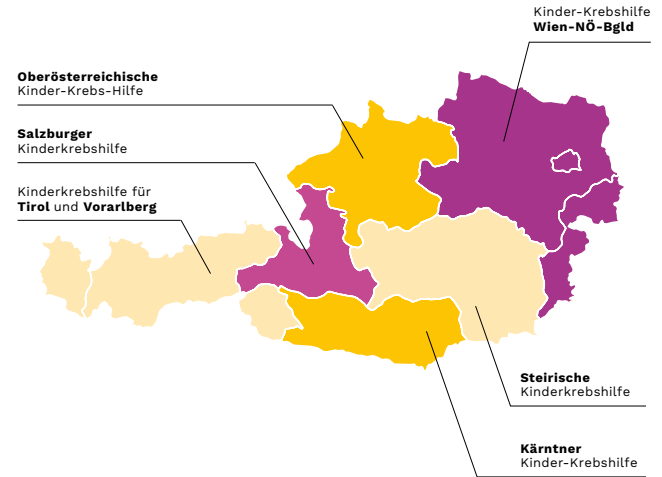 Kinder-Krebshilfe
Wien-NÖ-Bgld
Oberösterreichische
Kinder-Krebs-Hilfe
Salzburger
Kinderkrebshilfe
Kinderkrebshilfe für
Tirol und Vorarlberg
Steirische
Kinderkrebshilfe
Kärntner
Kinder-Krebshilfe